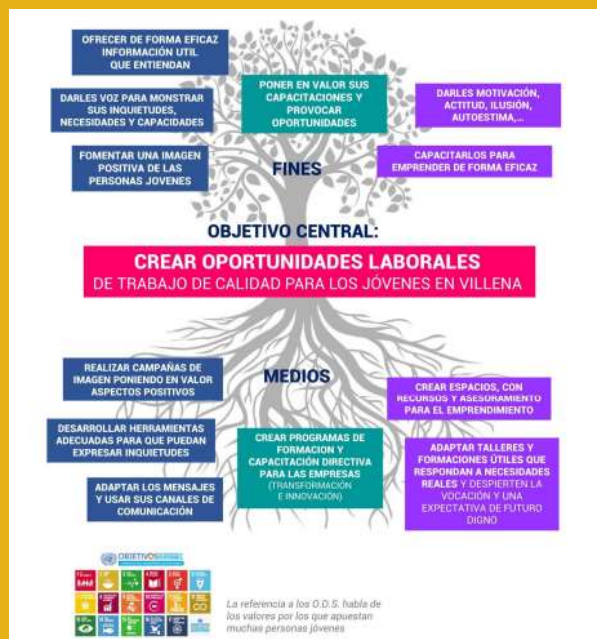 OFRECER DE FORMA EFICAZ
INFORMACIÓN UTIL
QUE ENTIENDAN
DARLES VOZ PARA MONSTRAR
SUS INQUIETUDES,
NECESIDADES Y CAPACIDADES
FOMENTAR UNA IMAGEN
POSITIVA DE LAS
PERSONAS JOVENES
PONER EN VALOR SUS
CAPACITACIONES Y
PROVOCAR
OPORTUNIDADES
DARLES MOTIVACIÓN,
ACTITUD, ILUSIÓN,
AUTOESTIMA,...
CAPACITARLOS PARA
EMPRENDER DE FORMA EFICAZ
FINES
OBJETIVO CENTRAL:
CREAR OPORTUNIDADES LABORALES
DE TRABAJO DE CALIDAD PARA LOS JÓVENES EN VILLENA
MEDIOS
REALIZAR CAMPAÑAS DE
IMAGEN PONIENDO EN VALOR
ASPECTOS POSITIVOS
DESARROLLAR HERRAMIENTAS
ADECUADAS PARA QUE PUEDAN
EXPRESAR INQUIETUDES
ADAPTAR LOS MENSAJES
Y USAR SUS CANALES DE
COMUNICACIÓN
CREAR PROGRAMAS DE
FORMACION Y
CAPACITACIÓN DIRECTIVA
PARA LAS EMPRESAS
(TRANSFORMACIÓN
E INNOVACIÓN)
CREAR ESPACIOS, CON
RECURSOS Y ASESORAMIENTO
PARA EL EMPRENDIMIENTO
ADAPTAR TALLERES Y
FORMACIONES ÚTILES QUE
RESPONDAN A NECESIDADES
REALES Y DESPIERTEN LA
VOCACIÓN Y UNA
EXPECTATIVA DE FUTURO
DIGNO
OBJETIVOS
La referencia a los O.D.S. habla de
los valores por los que apuestan
muchas personas jóvenes